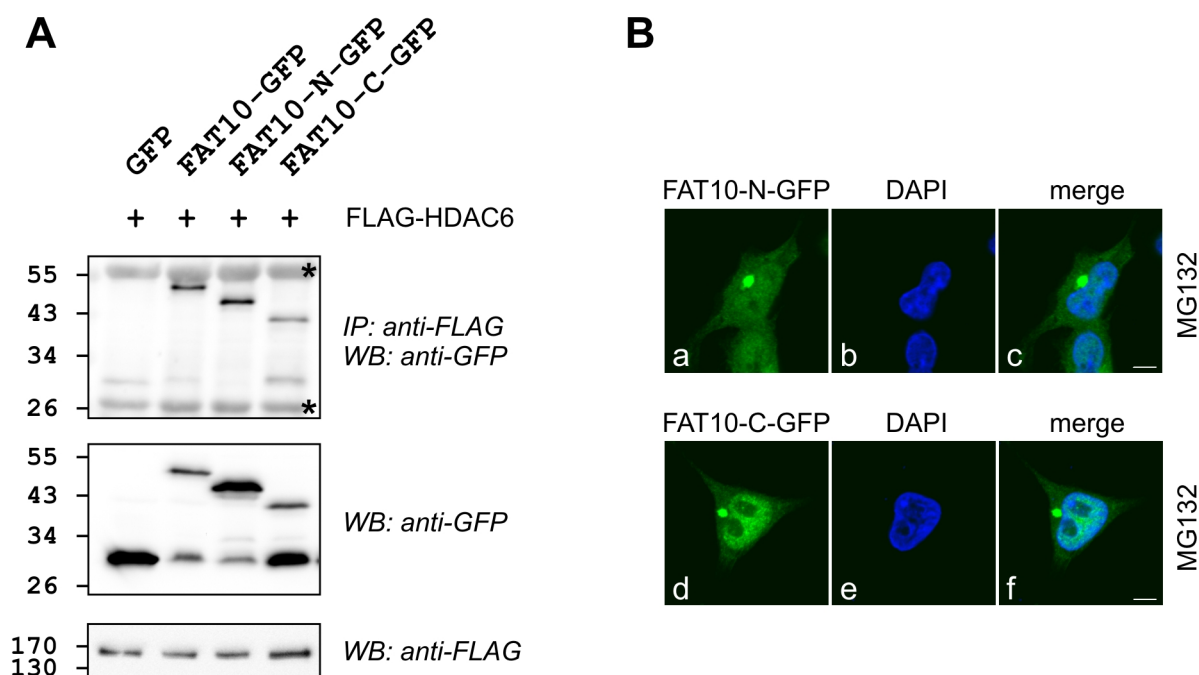 A
GFP
FAT10-GFP
FAT10-N-GFP
FAT10-C-GFP
+ + + + FLAG-HDAC6
55
43
34
26
*
*
IP: anti-FLAG
WB: anti-GFP
55
43
34
26
WB: anti-GFP
170
130
WB: anti-FLAG
B
FAT10-N-GFP DAPI merge
a b c
MG132
FAT10-C-GFP DAPI merge
d e f
MG132